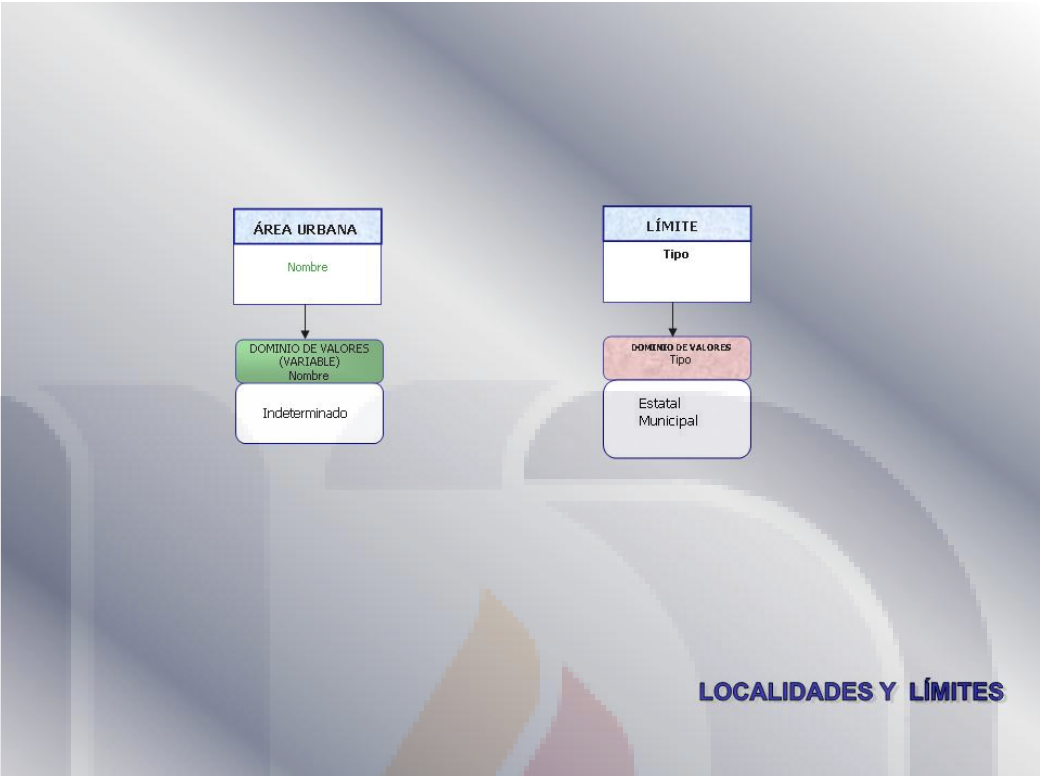 ÁREA URBANA
Nombre
DOMINIO DE VALORES
(VARIABLE)
Nombre
Indeterminado
LÍMITE
Tipo
DOMINIO DE VALORES
Tipo
Estatal
Municipal
LOCALIDADES Y LÍMITES